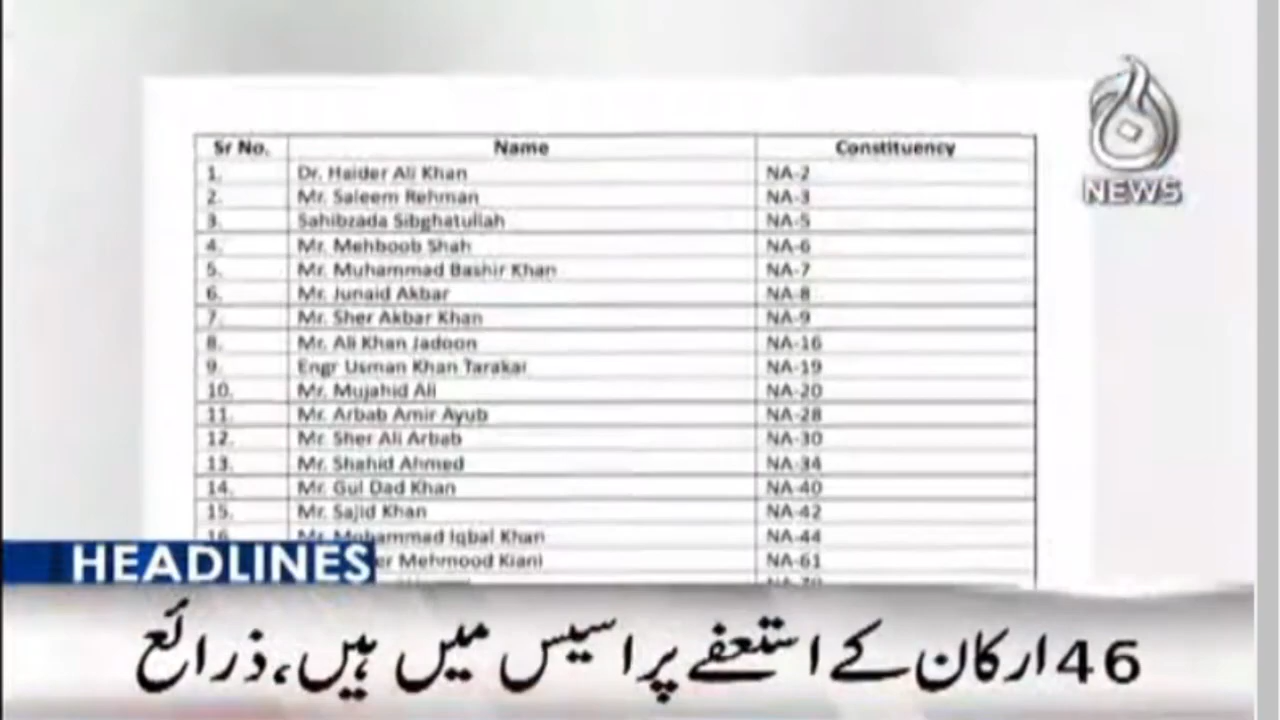 NEWS
Sr No. Name Constituency
1. Dr. Haider Ali Khan NA-2
2. Mr. Saleem Rehman NA-3
3. Sahibzada Sibghatullah NA-5
4. Mr. Mehboob Shah NA-6
5. Mr. Muhammad Bashir Khan NA-7
6. Mr. Junaid Akbar NA-8
7. Mr. Sher Akbar Khan NA-9
8. Mr. Ali Khan Jadoon NA-16
9. Engr Usman Khan Tarakai NA-19
10. Mr. Mujahid Ali NA-20
11. Mr. Arbab Amir Ayub NA-28
12. Mr. Sher Ali Arbab NA-30
13. Mr. Shahid Ahmed NA-34
14. Mr. Gul Dad Khan NA-40
15. Mr. Sajid Khan NA-42
16. Mr. Mohammad Iqbal Khan NA-44
Mehmood Kiani NA-61
HEADLINES
46 ارکان کے استعفے پراسیس میں ہیں، ذرائع